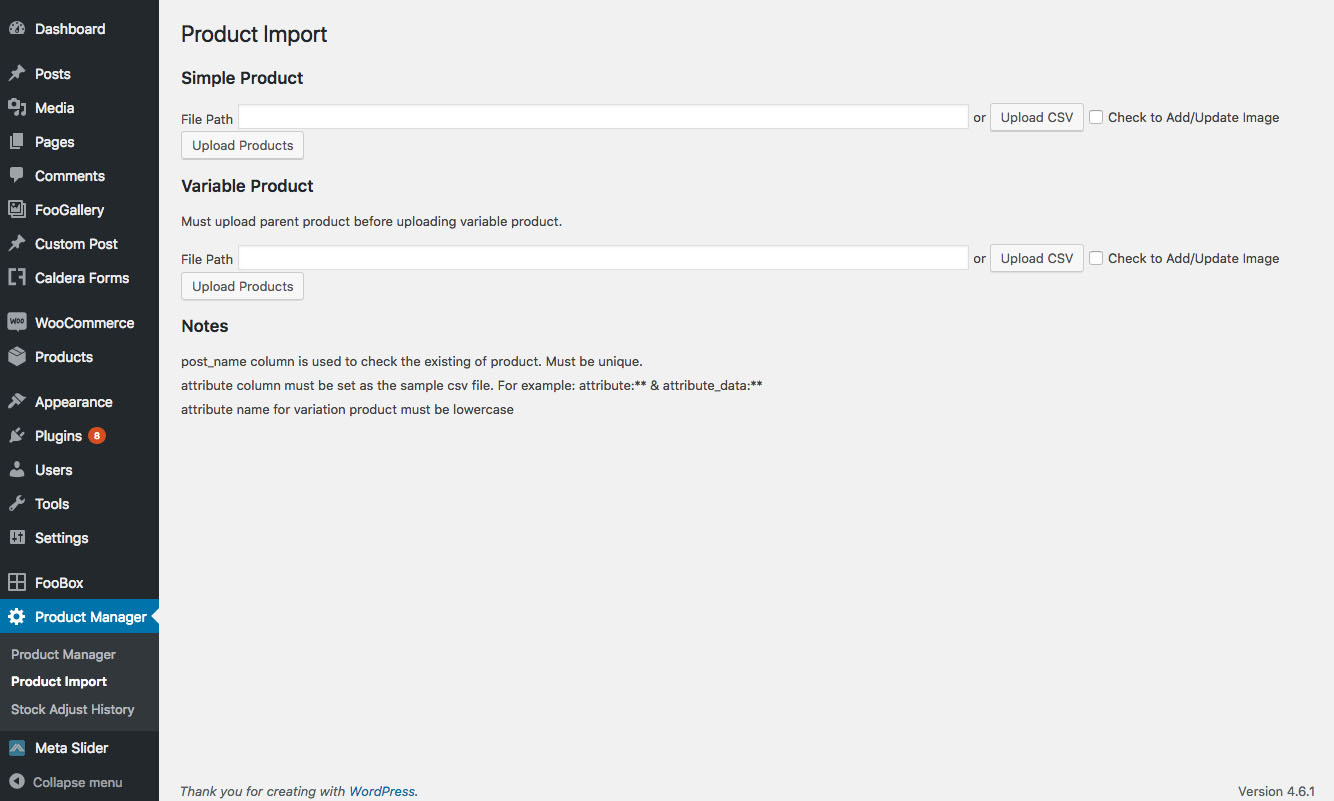 Dashboard
Posts
Media
Pages
Comments
FooGallery
Custom Post
Caldera Forms
WOO WooCommerce
Products
Appearance
Plugins 8
Users
Tools
Settings
FooBox
Product Manager
Product Manager
Product Import
Stock Adjust History
Meta Slider
Collapse menu
Product Import
Simple Product
File Path or Upload CSV Check to Add/Update Image
Upload Products
Variable Product
Must upload parent product before uploading variable product.
File Path or Upload CSV Check to Add/Update Image
Upload Products
Notes
post_name column is used to check the existing of product. Must be unique.
attribute column must be set as the sample csv file. For example: attribute:** & attribute_data:**
attribute name for variation product must be lowercase
Thank you for creating with WordPress.
Version 4.6.1